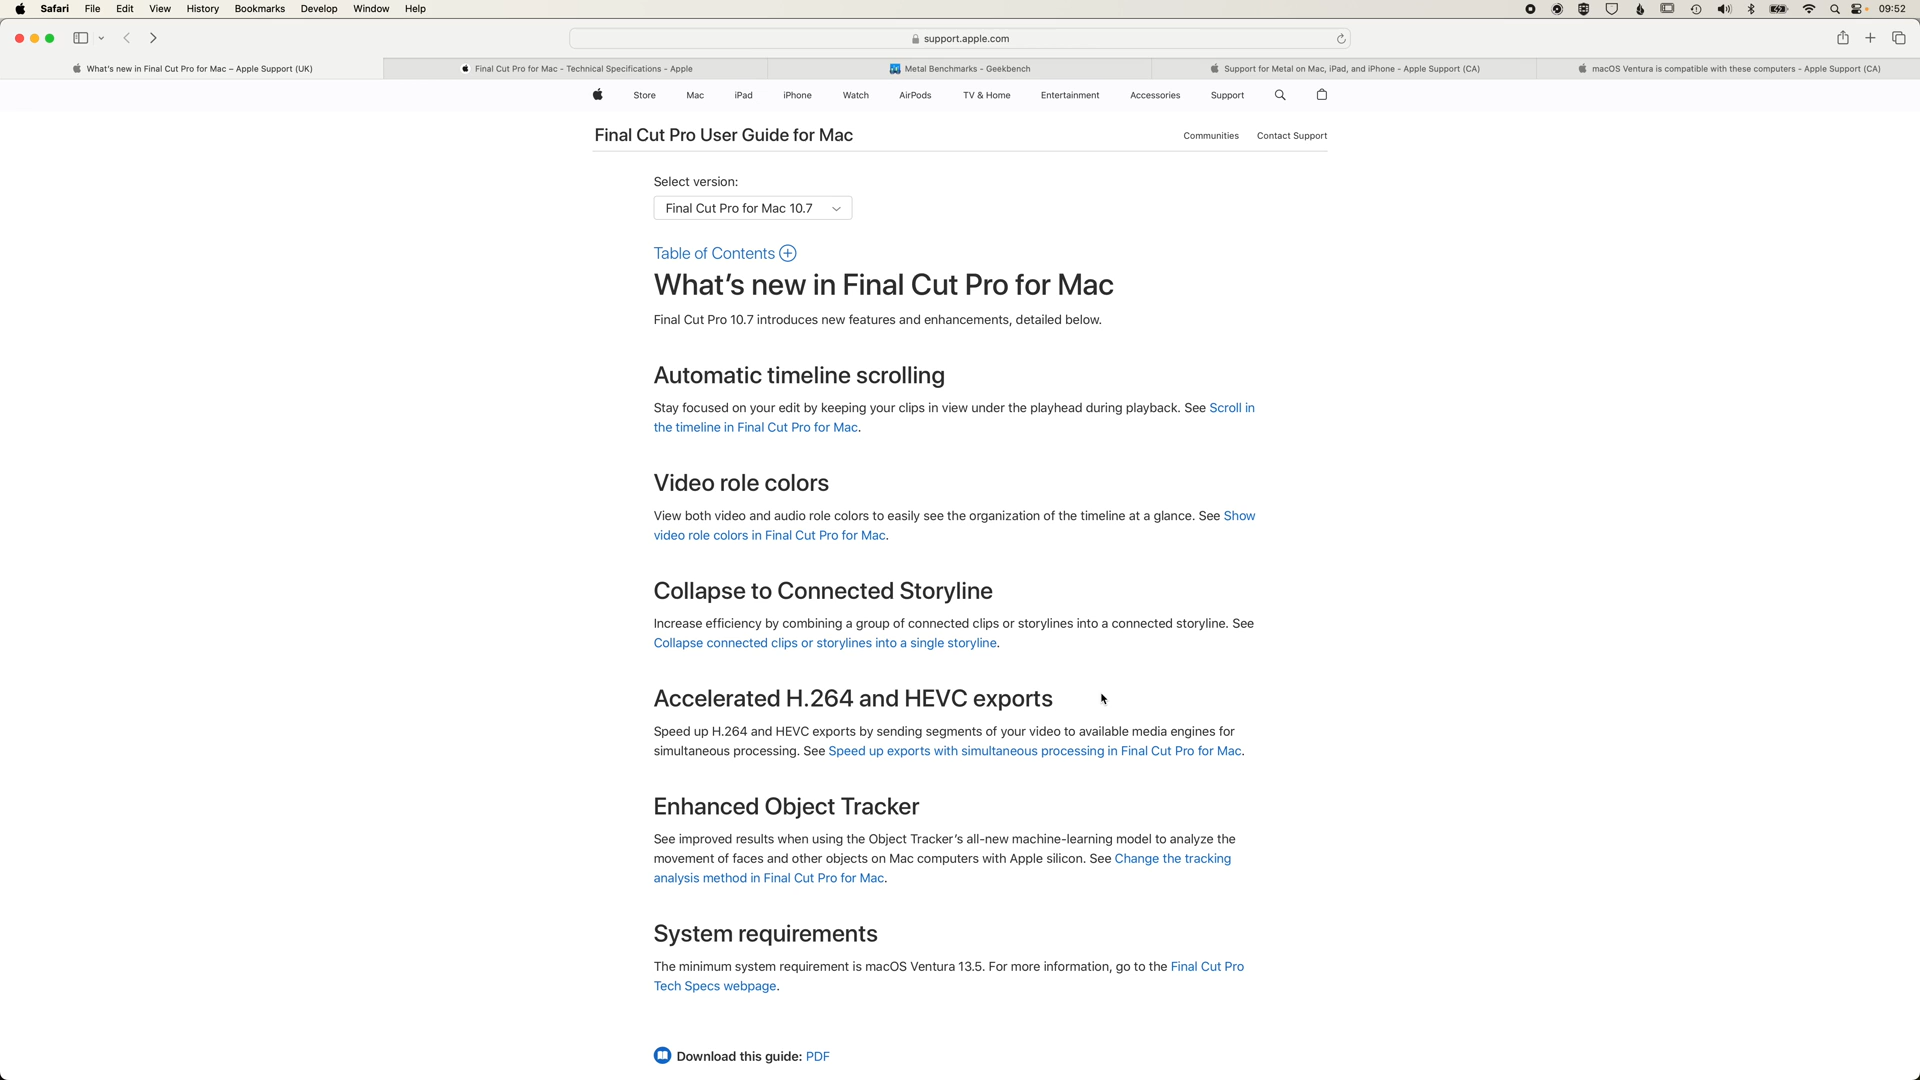 Safari File Edit View History Bookmarks Develop Window Help 09:52
support.apple.com
What's new in Final Cut Pro for Mac – Apple Support (UK)
Final Cut Pro for Mac - Technical Specifications - Apple
Metal Benchmarks - Geekbench
Support for Metal on Mac, iPad, and iPhone - Apple Support (CA)
macOS Ventura is compatible with these computers - Apple Support (CA)
Store Mac iPad iPhone Watch AirPods TV & Home Entertainment Accessories Support
Final Cut Pro User Guide for Mac
Communities Contact Support
Select version:
Final Cut Pro for Mac 10.7
Table of Contents
What's new in Final Cut Pro for Mac
Final Cut Pro 10.7 introduces new features and enhancements, detailed below.
Automatic timeline scrolling
Stay focused on your edit by keeping your clips in view under the playhead during playback. See Scroll in
the timeline in Final Cut Pro for Mac.
Video role colors
View both video and audio role colors to easily see the organization of the timeline at a glance. See Show
video role colors in Final Cut Pro for Mac.
Collapse to Connected Storyline
Increase efficiency by combining a group of connected clips or storylines into a connected storyline. See
Collapse connected clips or storylines into a single storyline.
Accelerated H.264 and HEVC exports
Speed up H.264 and HEVC exports by sending segments of your video to available media engines for
simultaneous processing. See Speed up exports with simultaneous processing in Final Cut Pro for Mac.
Enhanced Object Tracker
See improved results when using the Object Tracker's all-new machine-learning model to analyze the
movement of faces and other objects on Mac computers with Apple silicon. See Change the tracking
analysis method in Final Cut Pro for Mac.
System requirements
The minimum system requirement is macOS Ventura 13.5. For more information, go to the Final Cut Pro
Tech Specs webpage.
Download this guide: PDF